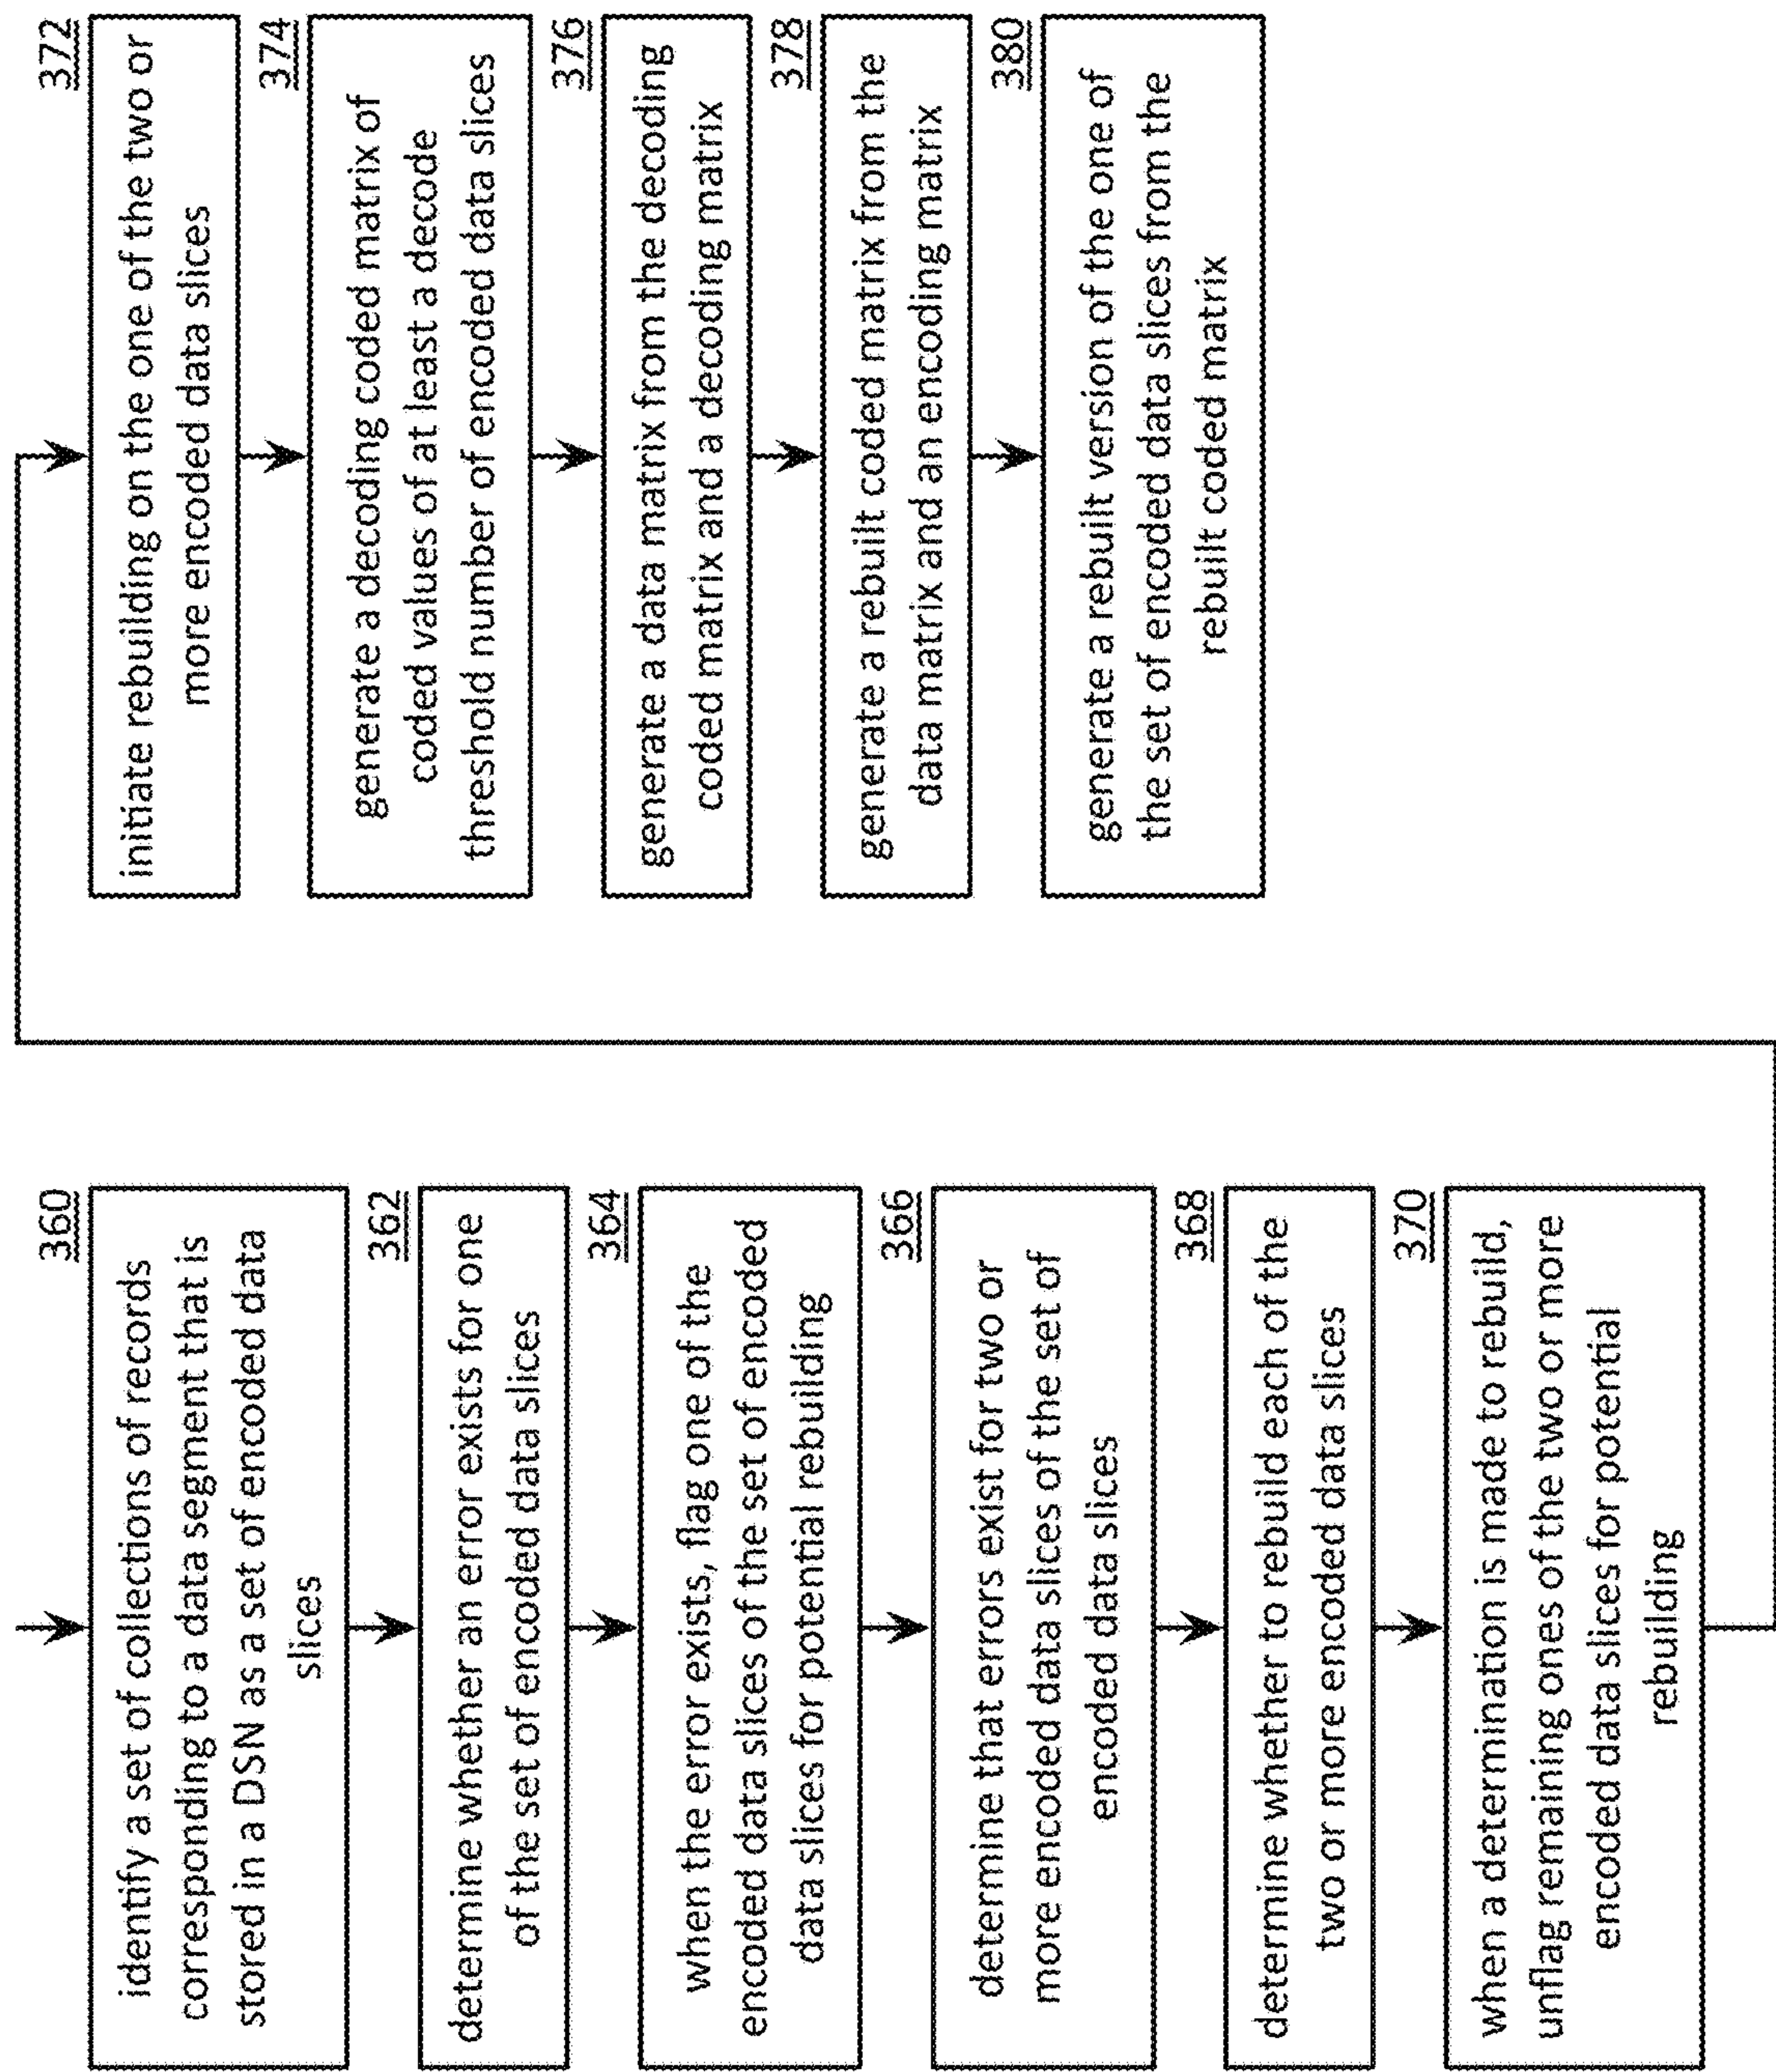 360
identify a set of collections of records
corresponding to a data segment that is
stored in a DSN as a set of encoded data
slices
362
determine whether an error exists for one
of the set of encoded data slices
364
when the error exists, flag one of the
encoded data slices of the set of encoded
data slices for potential rebuilding
366
determine that errors exist for two or
more encoded data slices of the set of
encoded data slices
368
determine whether to rebuild each of the
two or more encoded data slices
370
when a determination is made to rebuild,
unflag remaining ones of the two or more
encoded data slices for potential
rebuilding
372
initiate rebuilding on the one of the two or
more encoded data slices
374
generate a decoding coded matrix of
coded values of at least a decode
threshold number of encoded data slices
376
generate a data matrix from the decoding
coded matrix and a decoding matrix
378
generate a rebuilt coded matrix from the
data matrix and an encoding matrix
380
generate a rebuilt version of the one of
the set of encoded data slices from the
rebuilt coded matrix